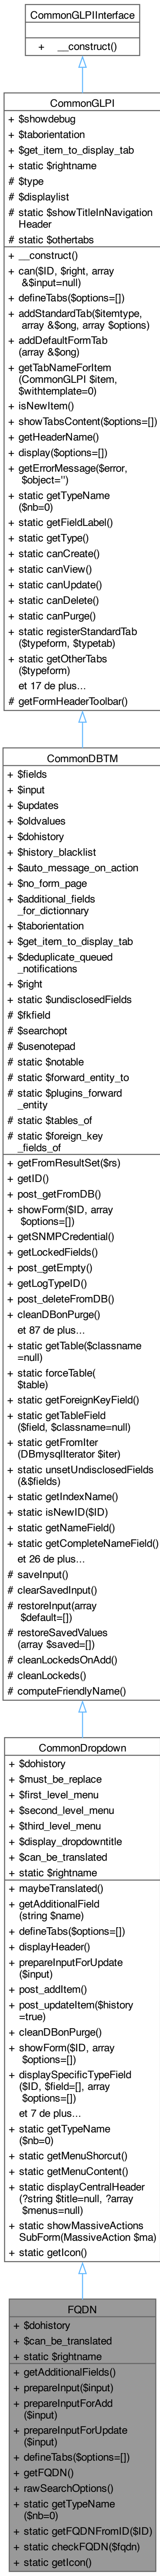 CommonGLPIInterface
+ __construct()
CommonGLPI
+ $showdebug
+ $taborientation
+ $get_item_to_display_tab
+ static $rightname
# $type
# $displaylist
# static $showTitleInNavigation
Header
# static $othertabs
+ __construct()
+ can($ID, $right, array
&$input=null)
+ defineTabs($options=[])
+ addStandardTab($itemtype,
array &$ong, array $options)
+ addDefaultFormTab
(array &$ong)
+ getTabNameForItem
(CommonGLPI $item,
$withtemplate=0)
+ isNewItem()
+ showTabsContent($options=[])
+ getHeaderName()
+ display($options=[])
+ getErrorMessage($error,
$object='')
+ static getTypeName
($nb=0)
+ static getFieldLabel()
+ static getType()
+ static canCreate()
+ static canView()
+ static canUpdate()
+ static canDelete()
+ static canPurge()
+ static registerStandardTab
($typeform, $typetab)
+ static getOtherTabs
($typeform)
et 17 de plus...
# getFormHeaderToolbar()
CommonDBTM
+ $fields
+ $input
+ $updates
+ $oldvalues
+ $dohistory
+ $history_blacklist
+ $auto_message_on_action
+ $no_form_page
+ $additional_fields
_for_dictionnary
+ $taborientation
+ $get_item_to_display_tab
+ $deduplicate_queued
_notifications
+ $right
+ static $undisclosedFields
# $fkfield
# $searchopt
# $usenotepad
# static $notable
# static $forward_entity_to
# static $plugins_forward
_entity
# static $tables_of
# static $foreign_key
_fields_of
+ getFromResultSet($rs)
+ getID()
+ post_getFromDB()
+ showForm($ID, array
$options=[])
+ getSNMPCredential()
+ getLockedFields()
+ post_getEmpty()
+ getLogTypeID()
+ post_deleteFromDB()
+ cleanDBonPurge()
et 87 de plus...
+ static getTable($classname
=null)
+ static forceTable(
$table)
+ static getForeignKeyField()
+ static getTableField
($field, $classname=null)
+ static getFromIter
(DBmysqlIterator $iter)
+ static unsetUndisclosedFields
(&$fields)
+ static getIndexName()
+ static isNewID($ID)
+ static getNameField()
+ static getCompleteNameField()
et 26 de plus...
# saveInput()
# clearSavedInput()
# restoreInput(array
$default=[])
# restoreSavedValues
(array $saved=[])
# cleanLockedsOnAdd()
# cleanLockeds()
# computeFriendlyName()
CommonDropdown
+ $dohistory
+ $must_be_replace
+ $first_level_menu
+ $second_level_menu
+ $third_level_menu
+ $display_dropdowntitle
+ $can_be_translated
+ static $rightname
+ maybeTranslated()
+ getAdditionalField
(string $name)
+ defineTabs($options=[])
+ displayHeader()
+ prepareInputForUpdate
($input)
+ post_addItem()
+ post_updateItem($history
=true)
+ cleanDBonPurge()
+ showForm($ID, array
$options=[])
+ displaySpecificTypeField
($ID, $field=[], array
$options=[])
et 7 de plus...
+ static getTypeName
($nb=0)
+ static getMenuShorcut()
+ static getMenuContent()
+ static displayCentralHeader
(?string $title=null, ?array
$menus=null)
+ static showMassiveActions
SubForm(MassiveAction $ma)
+ static getIcon()
FQDN
+ $dohistory
+ $can_be_translated
+ static $rightname
+ getAdditionalFields()
+ prepareInput($input)
+ prepareInputForAdd
($input)
+ prepareInputForUpdate
($input)
+ defineTabs($options=[])
+ getFQDN()
+ rawSearchOptions()
+ static getTypeName
($nb=0)
+ static getFQDNFromID($ID)
+ static checkFQDN($fqdn)
+ static getIcon()